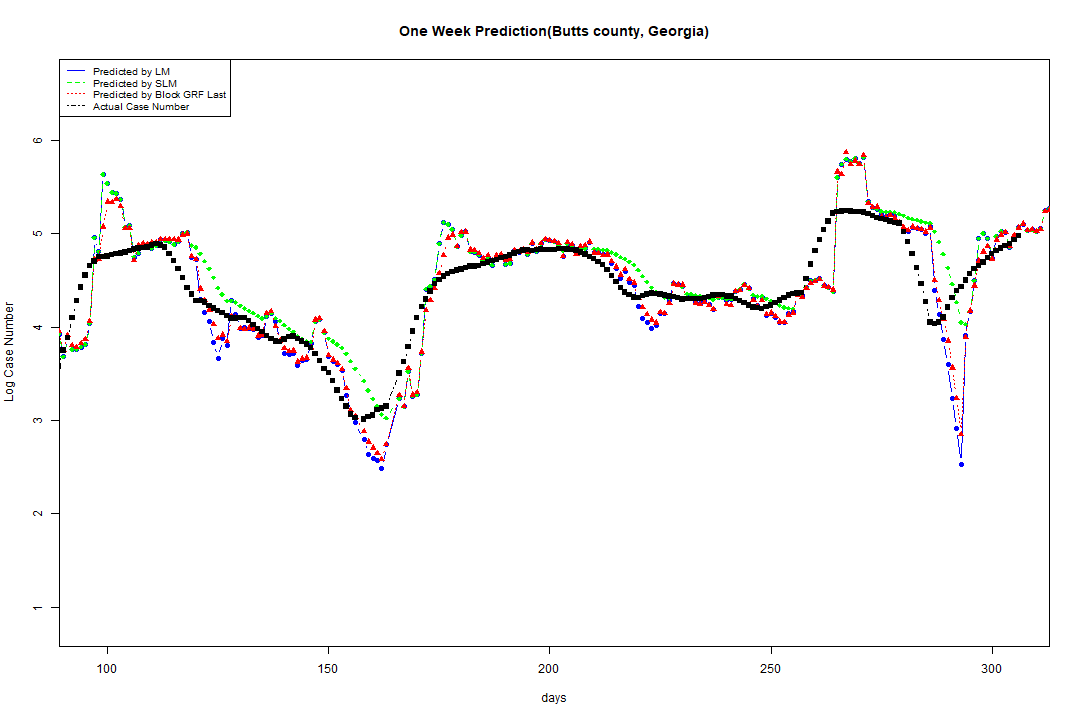 One Week Prediction(Butts county, Georgia)
Predicted by LM
Predicted by SLM
Predicted by Block GRF Last
Actual Case Number
6
5
4
3
2
1
Log Case Number
100 150 200 250 300
days